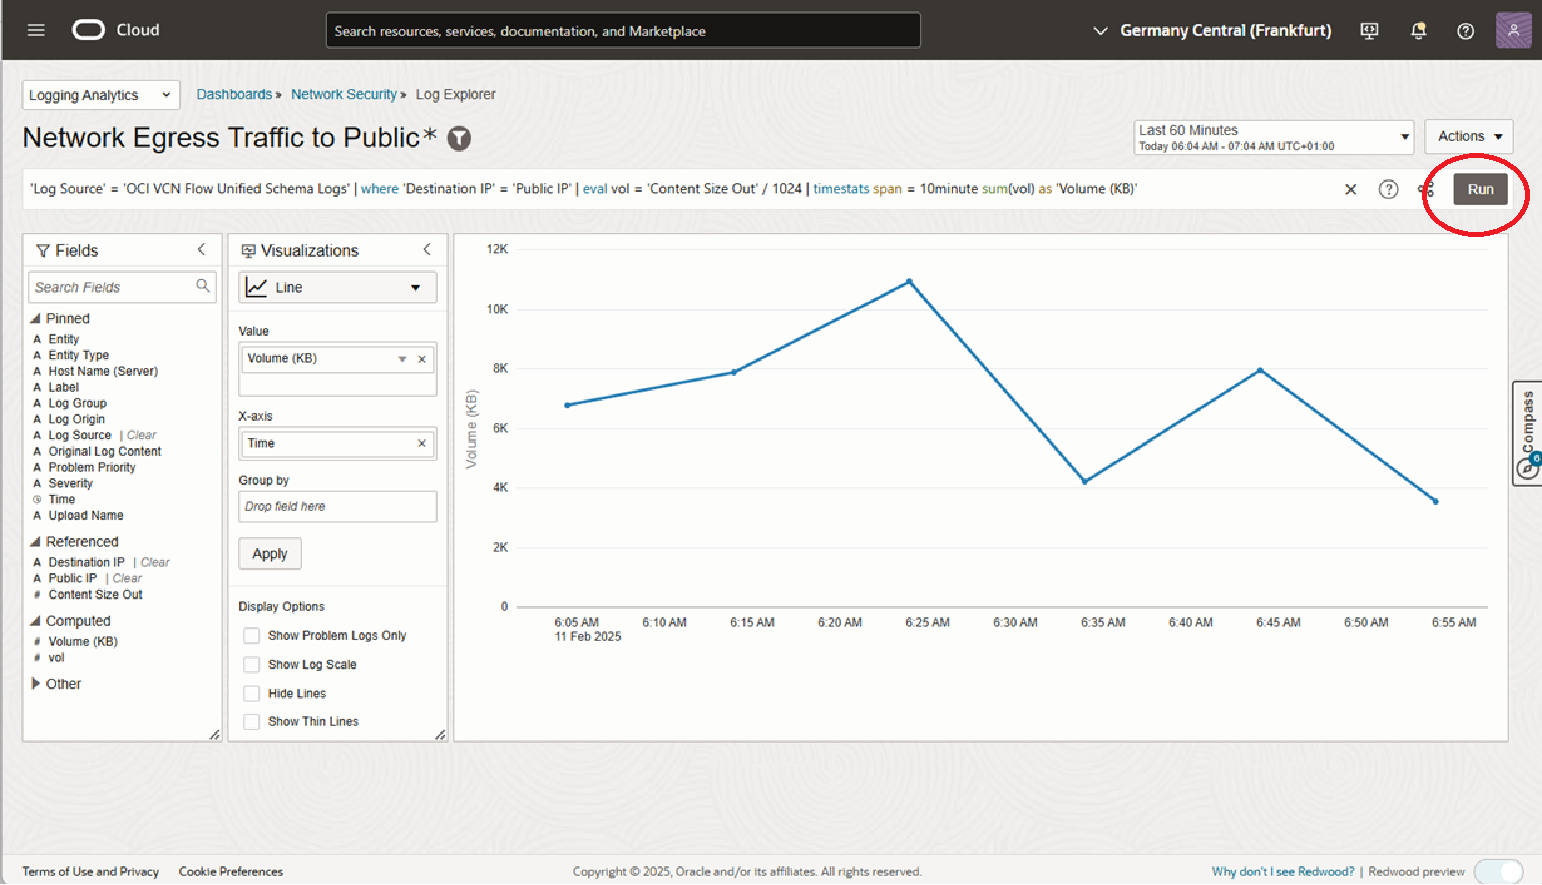 Cloud
Search resources, services, documentation, and Marketplace
Germany Central (Frankfurt)
Logging Analytics
Dashboards » Network Security » Log Explorer
Network Egress Traffic to Public*
Last 60 Minutes
Today 06:04 AM - 07:04 AM UTC+01:00
Actions
'Log Source' = 'OCI VCN Flow Unified Schema Logs' | where 'Destination IP' = 'Public IP' | eval vol = 'Content Size Out' / 1024 | timestats span = 10minute sum(vol) as 'Volume (KB)'
Run
Fields
Search Fields
Pinned
A Entity
A Entity Type
A Host Name (Server)
A Label
A Log Group
A Log Origin
A Log Source | Clear
A Original Log Content
A Problem Priority
A Severity
Time
A Upload Name
Referenced
A Destination IP | Clear
A Public IP | Clear
# Content Size Out
Computed
# Volume (KB)
# vol
Other
Visualizations
Line
Value
Volume (KB)
X-axis
Time
Group by
Drop field here
Apply
Display Options
Show Problem Logs Only
Show Log Scale
Hide Lines
Show Thin Lines
12K
10K
8K
6K
4K
2K
0
Volume (KB)
6:05 AM 6:10 AM 6:15 AM 6:20 AM 6:25 AM 6:30 AM 6:35 AM 6:40 AM 6:45 AM 6:50 AM 6:55 AM
11 Feb 2025
Compass
Terms of Use and Privacy
Cookie Preferences
Copyright © 2025, Oracle and/or its affiliates. All rights reserved.
Why don't I see Redwood? | Redwood preview